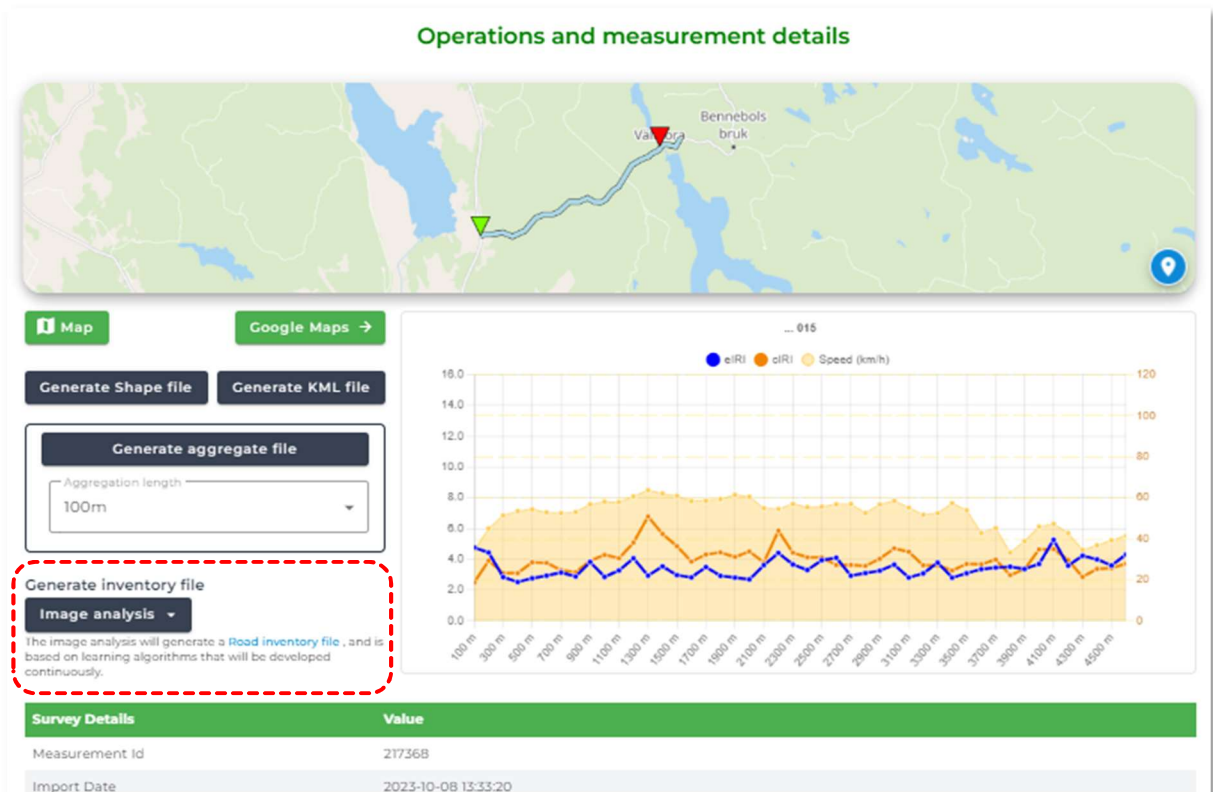 Operations and measurement details
Bennebols
bruk
Map
Google Maps →
Generate Shape file
Generate KML file
Generate aggregate file
Aggregation length
100m
Generate inventory file
Image analysis
The image analysis will generate a Road inventory file , and is
based on learning algorithms that will be developed
continuously.
... 015
eIRI cIRI Speed (km/h)
16.0
14.0
12.0
10.0
8.0
6.0
4.0
2.0
0.0
120
100
80
60
40
20
0
100 m 300 m 500 m 700 m 900 m 1100 m 1300 m 1500 m 1700 m 1900 m 2100 m 2300 m 2500 m 2700 m 2900 m 3100 m 3300 m 3500 m 3700 m 3900 m 4100 m 4300 m 4500 m
Survey Details Value
Measurement Id 217368
Import Date 2023-10-08 13:33:20